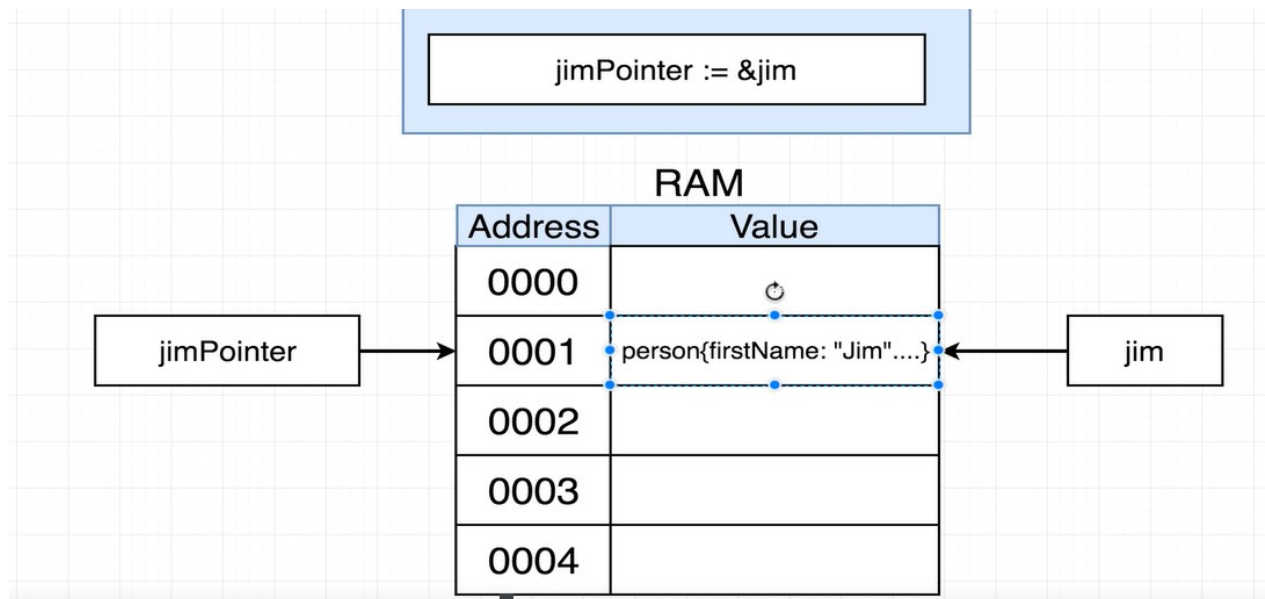 jimPointer := &jim
RAM
Address Value
0000
jimPointer 0001 person{firstName: "Jim"....} jim
0002
0003
0004